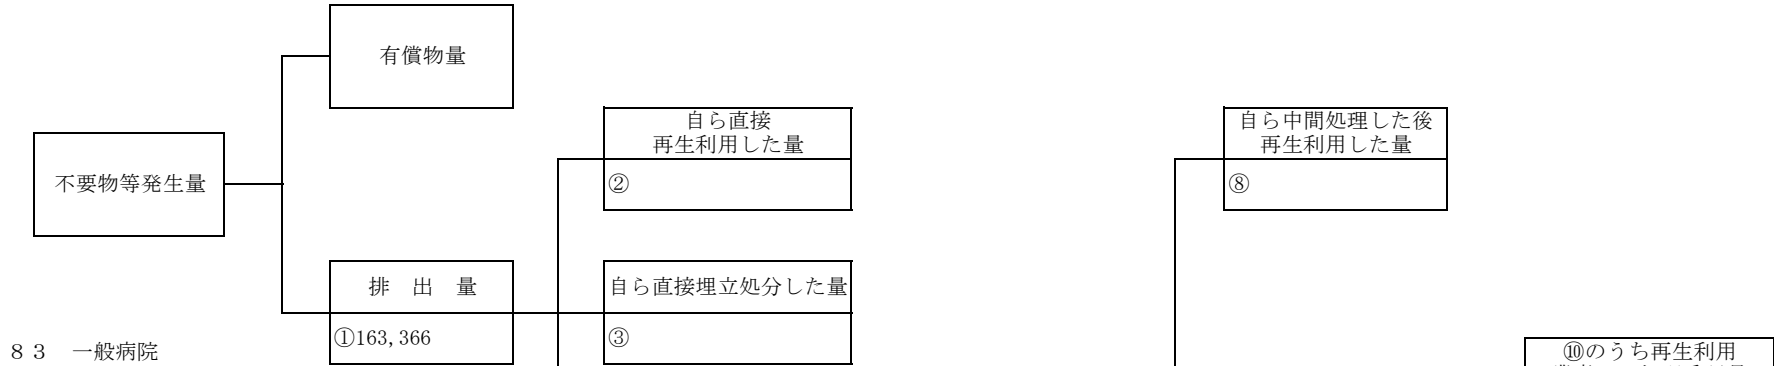 有償物量
自ら直接
再生利用した量
②
自ら中間処理した後
再生利用した量
⑧
不要物等発生量
排 出 量
①163,366
自ら直接埋立処分した量
③
83 一般病院
⑩のうち再生利用